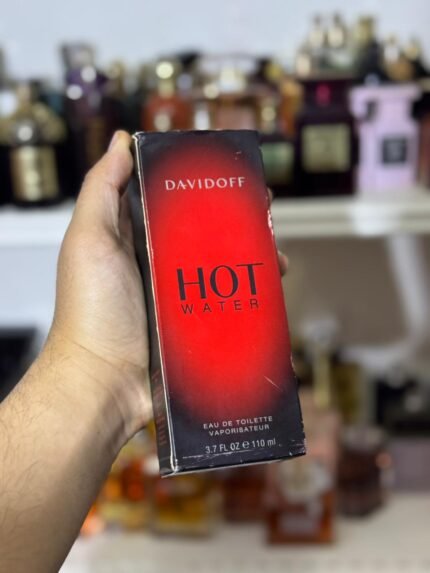 DAVIDOFF
HOT
WATER
EAU DE TOILETTE
VAPORISATEUR
3.7 FL OZ ℮ 110 ml